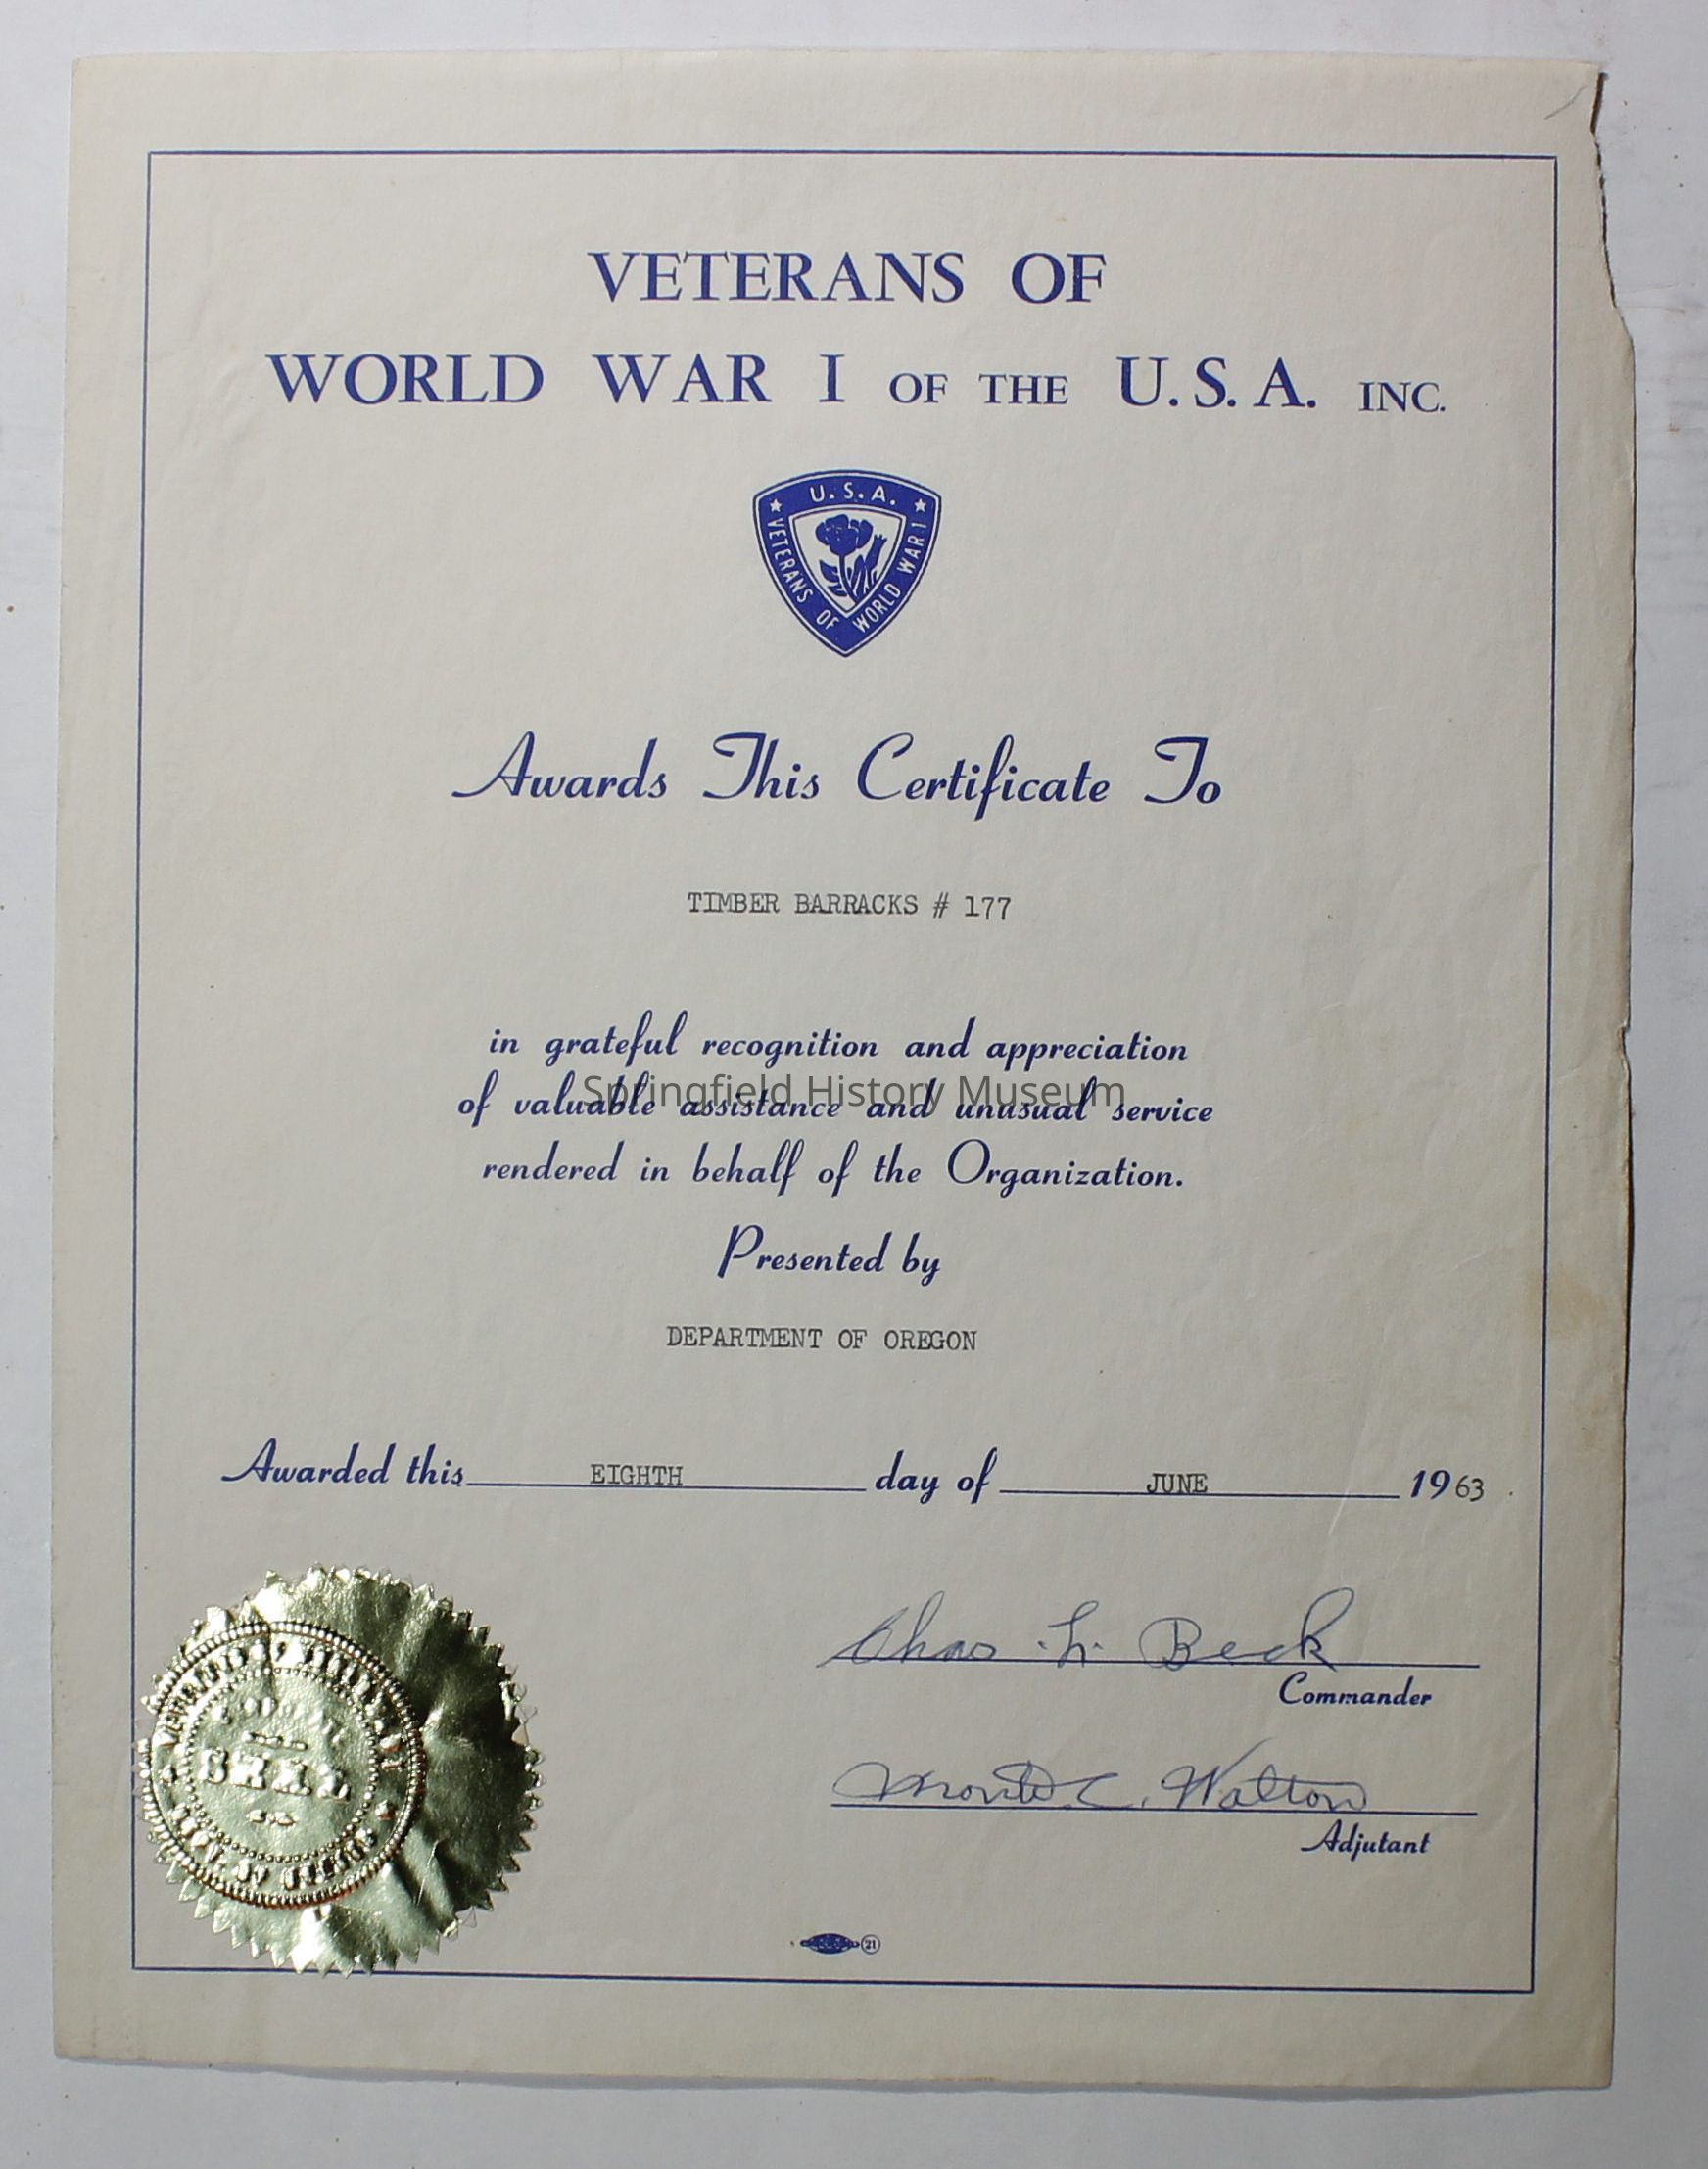 VETERANS OF
WORLD WAR I OF THE U.S.A. INC.
U.S.A.
VETERANS OF WORLD WAR I
Awards This Certificate To
TIMBER BARRACKS # 177
in grateful recognition and appreciation
Springfield History Museum
of valuable assistance and unusual service
rendered in behalf of the Organization.
Presented by
DEPARTMENT OF OREGON
Awarded this EIGHTH day of JUNE 1963.
Chas. L. Beck
Commander
C. Walton
Adjutant
SEAL
21